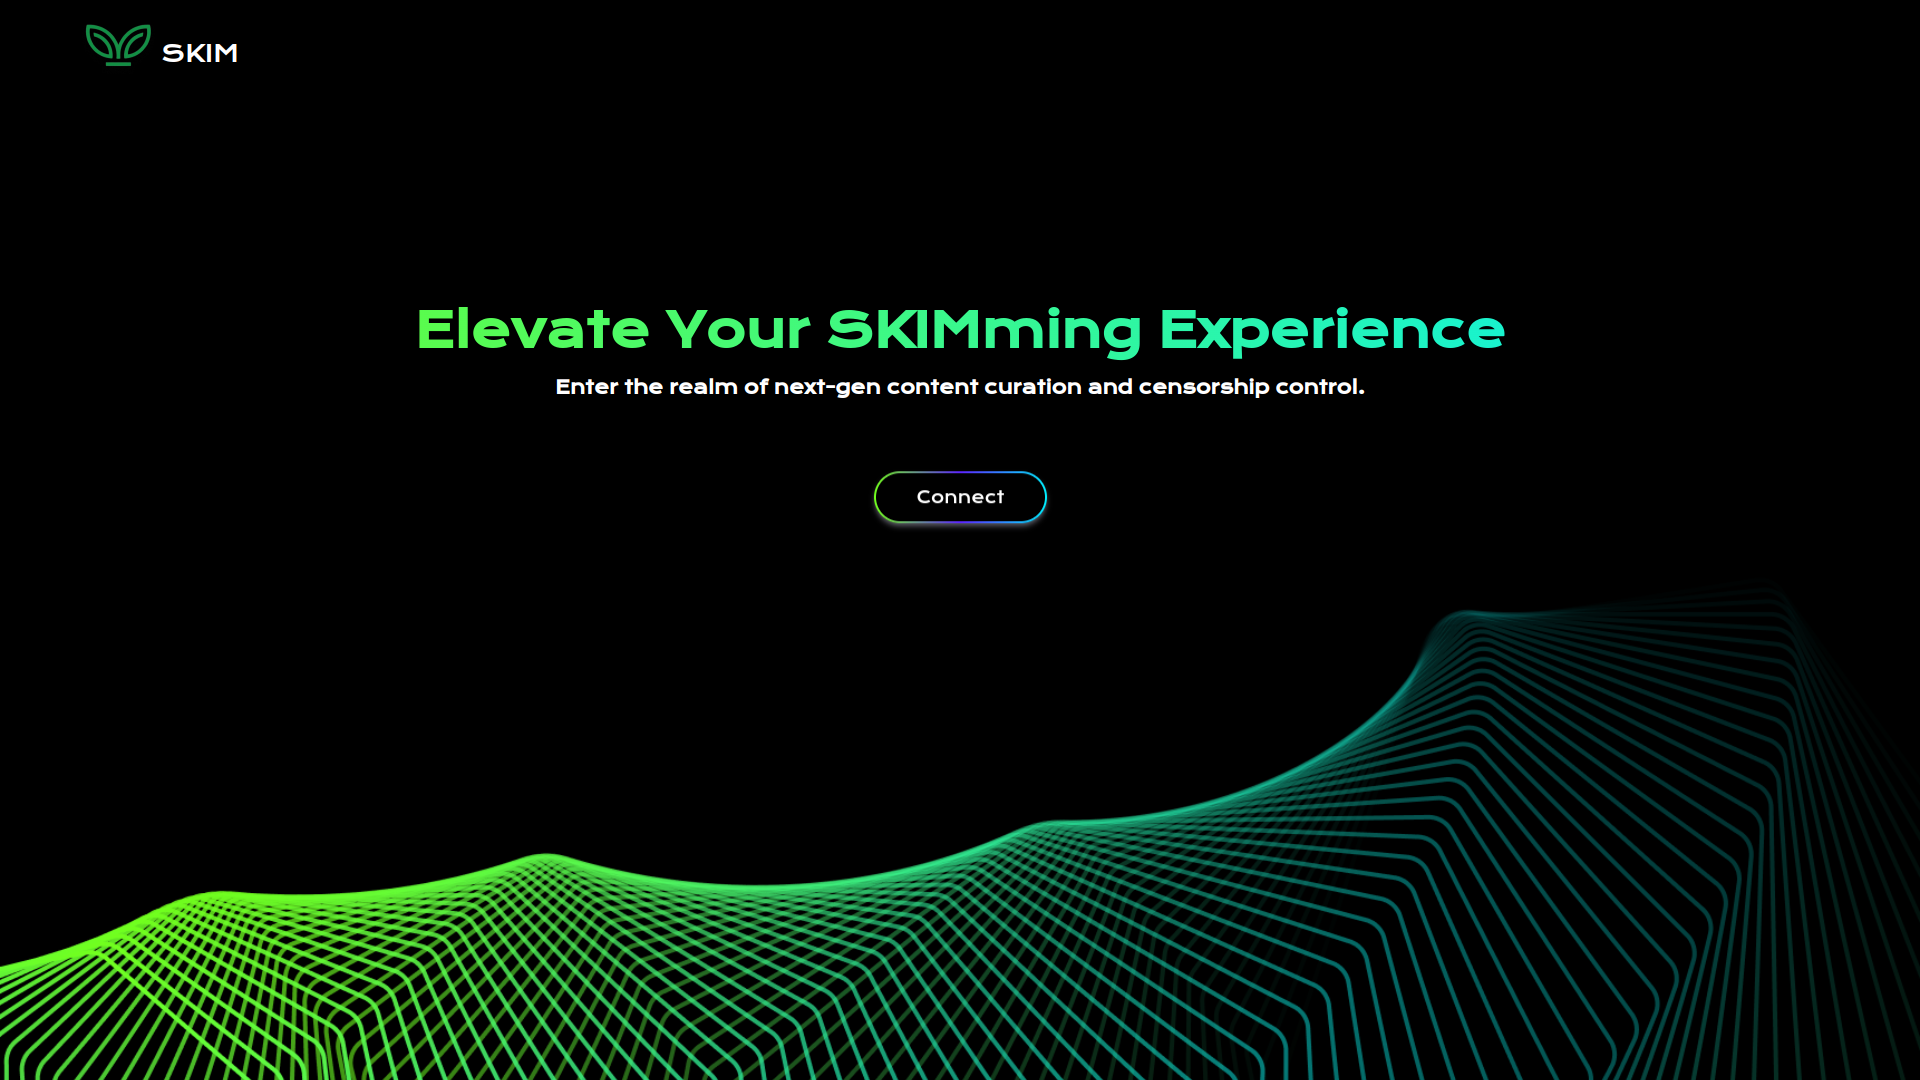 SKIM
Elevate Your SKIMming Experience
Enter the realm of next-gen content curation and censorship control.
Connect